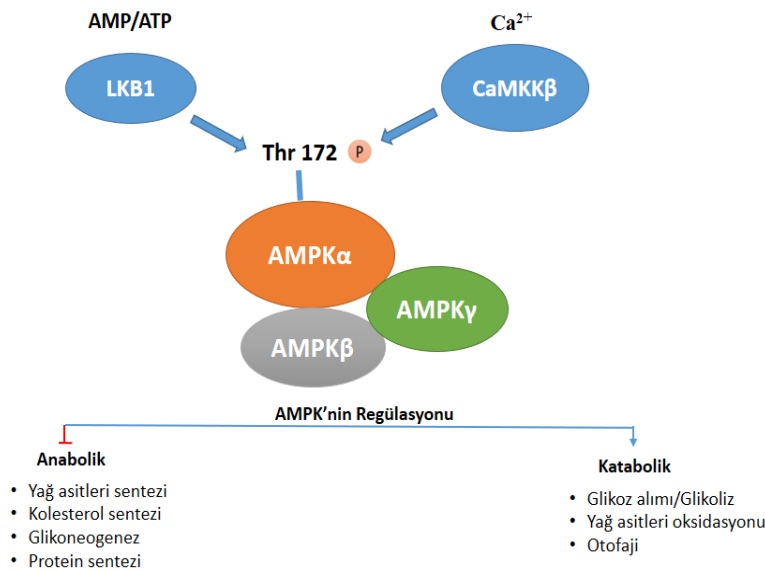 AMP/ATP
Ca²⁺
LKB1
CaMKKβ
Thr 172 P
AMPKα
AMPKγ
AMPKβ
AMPK’nin Regülasyonu
Anabolik
• Yağ asitleri sentezi
• Kolesterol sentezi
• Glikoneogenez
• Protein sentezi
Katabolik
• Glikoz alımı/Glikoliz
• Yağ asitleri oksidasyonu
• Otofaji